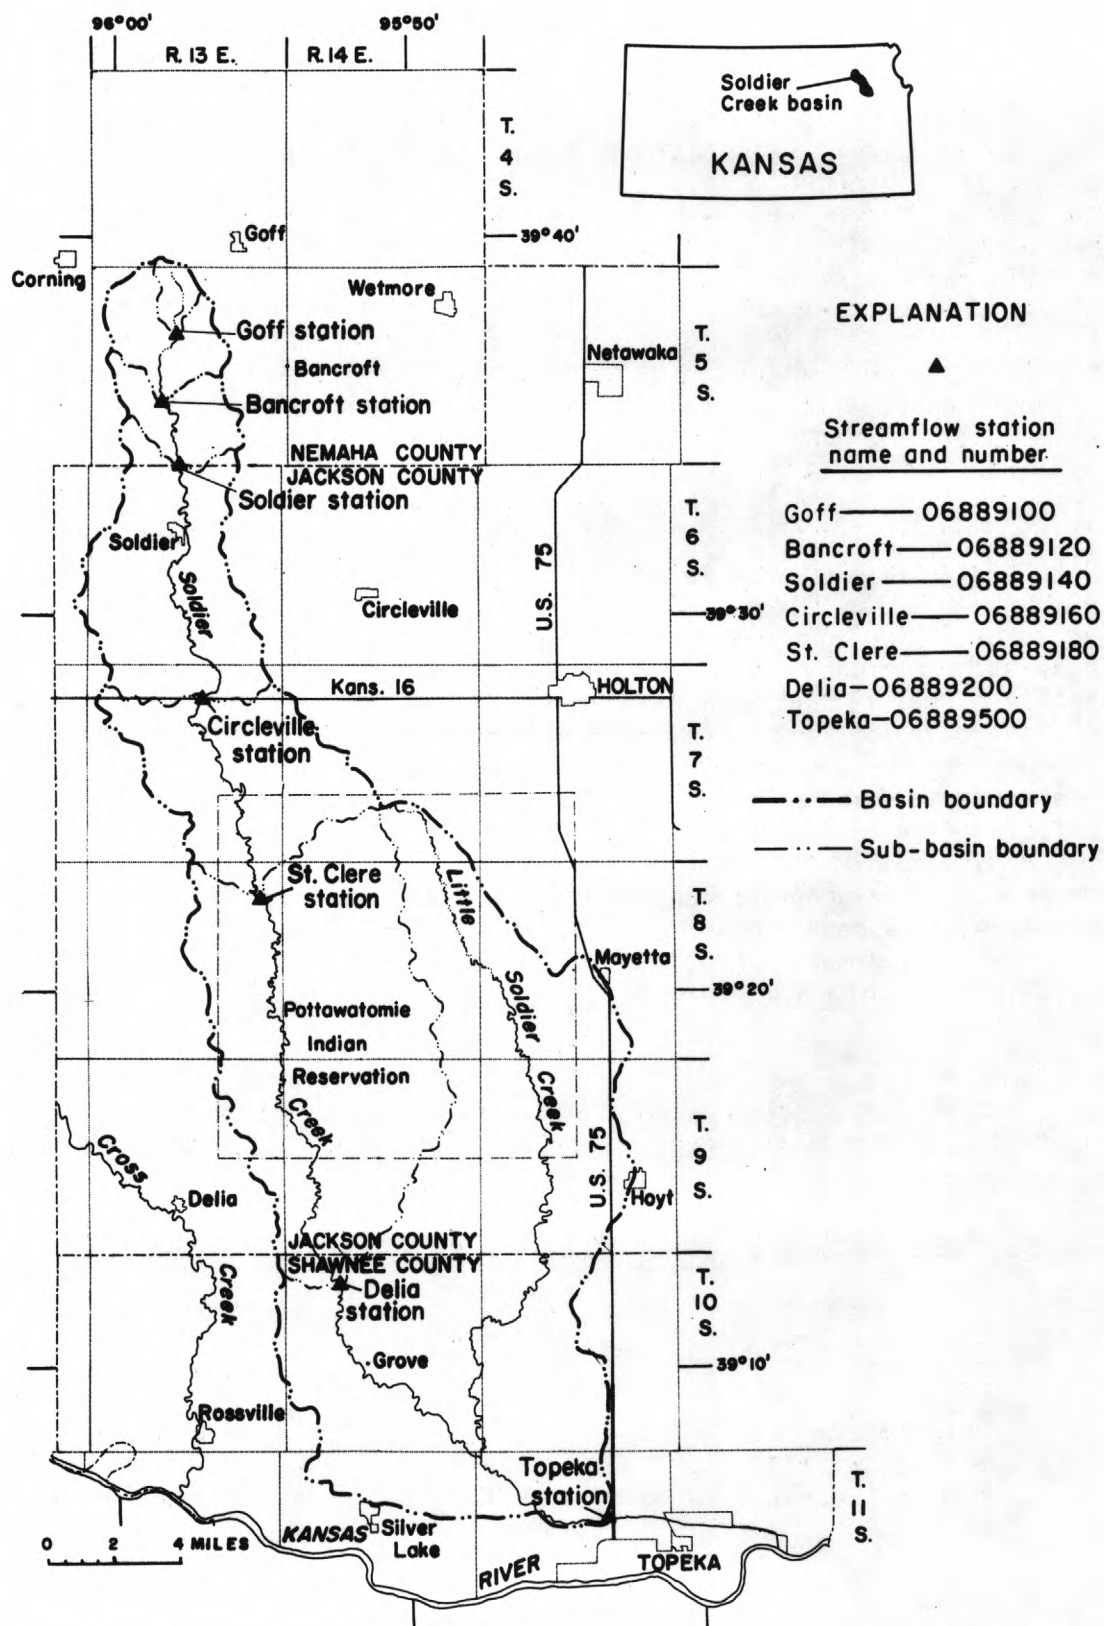 96°00'
95°50'
R. 13 E.
R. 14 E.
T.
4
S.
Soldier
Creek basin
KANSAS
Goff
39°40'
Corning
Wetmore
Goff station
Bancroft
Bancroft station
Netawaka
T.
5
S.
EXPLANATION
Streamflow station
name and number
Goff—06889100
Bancroft—06889120
Soldier—06889140
Circleville—06889160
St. Clere—06889180
Delia—06889200
Topeka—06889500
Basin boundary
Sub-basin boundary
NEMAHA COUNTY
JACKSON COUNTY
Soldier station
Soldier
Soldier
Circleville
U.S. 75
T.
6
S.
39°30'
Kans. 16
HOLTON
Circleville
station
T.
7
S.
St. Clere
station
Little
Soldier
Creek
T.
8
S.
Mayetta
39°20'
Pottawatomie
Indian
Reservation
Creek
Cross
Creek
Delia
U.S. 75
T.
9
S.
Hoyt
JACKSON COUNTY
SHAWNEE COUNTY
Delia
station
T.
10
S.
Grove
39°10'
Rossville
Topeka
station
T.
11
S.
KANSAS
RIVER
Silver
Lake
TOPEKA
0 2 4 MILES